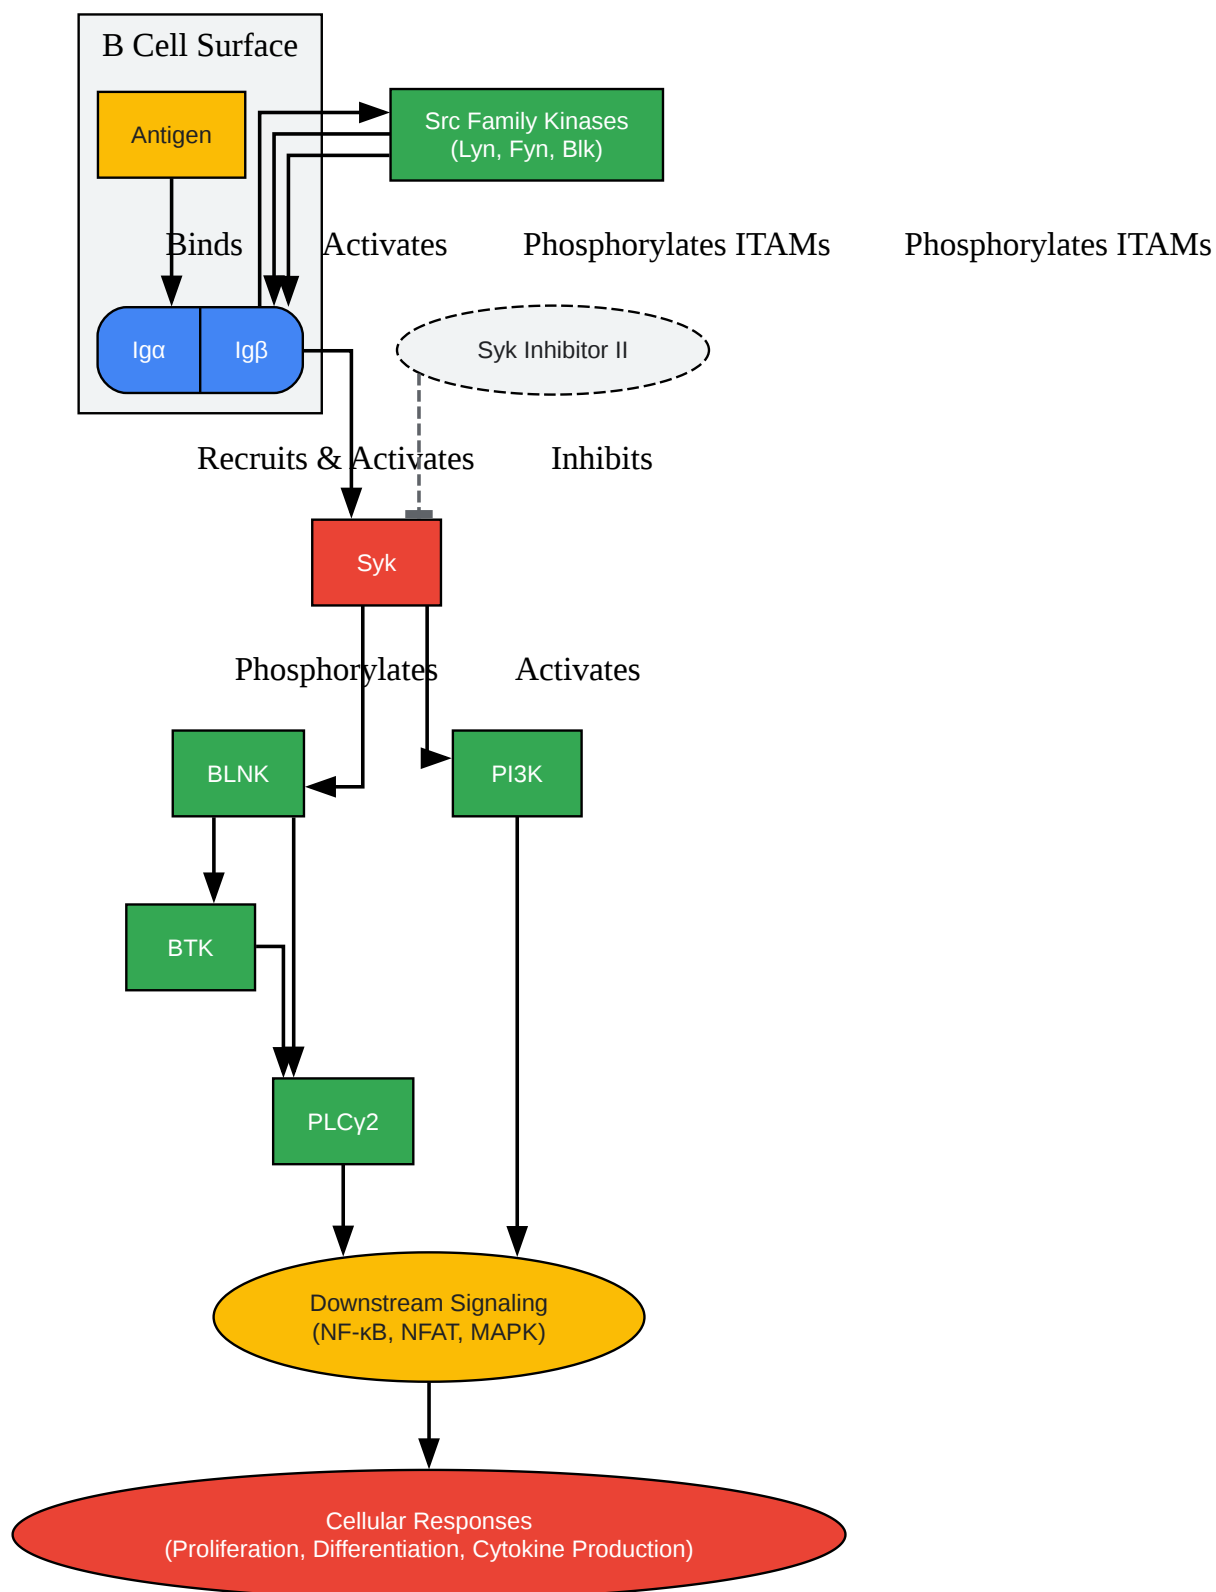 B Cell Surface
Antigen
Src Family Kinases
(Lyn, Fyn, Blk)
Binds
Activates
Phosphorylates ITAMs
Phosphorylates ITAMs
Igα
Igβ
Syk Inhibitor II
Recruits & Activates
Inhibits
Syk
Phosphorylates
Activates
BLNK
PI3K
BTK
PLCγ2
Downstream Signaling
(NF-κB, NFAT, MAPK)
Cellular Responses
(Proliferation, Differentiation, Cytokine Production)